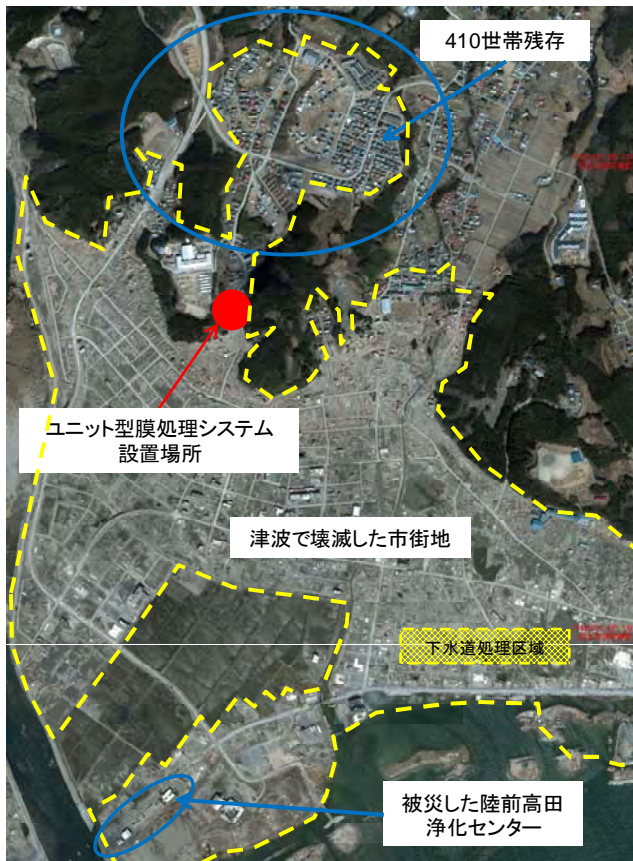 410世帯残存
ユニット型膜処理システム
設置場所
津波で壊滅した市街地
下水道処理区域
被災した陸前高田
浄化センター